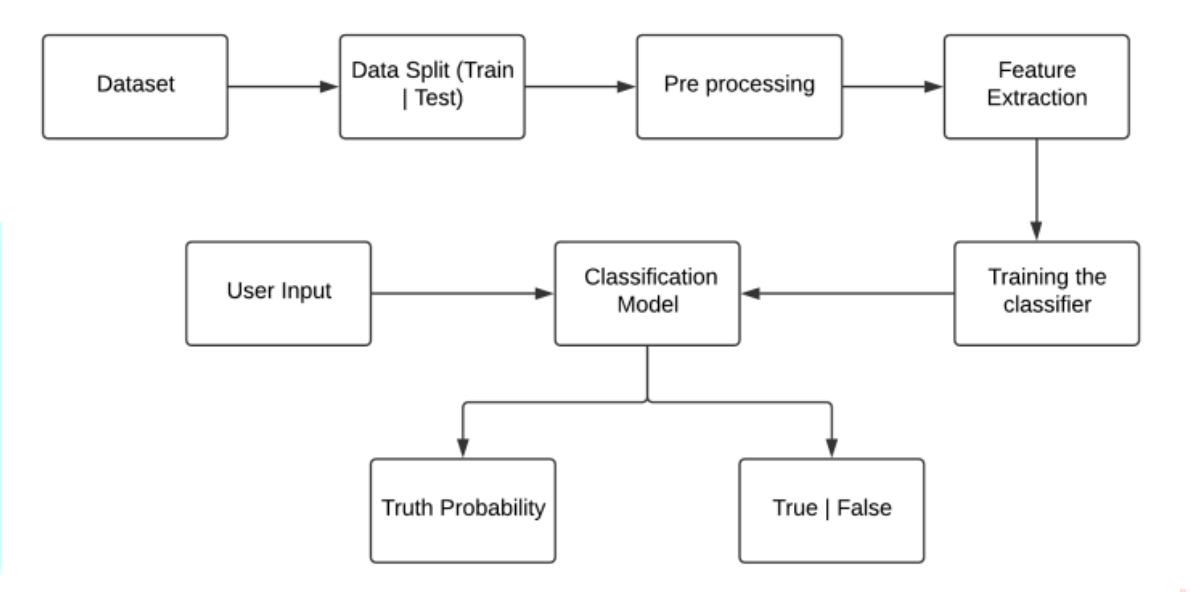 Dataset
Data Split (Train
| Test)
Pre processing
Feature
Extraction
User Input
Classification
Model
Training the
classifier
Truth Probability
True | False